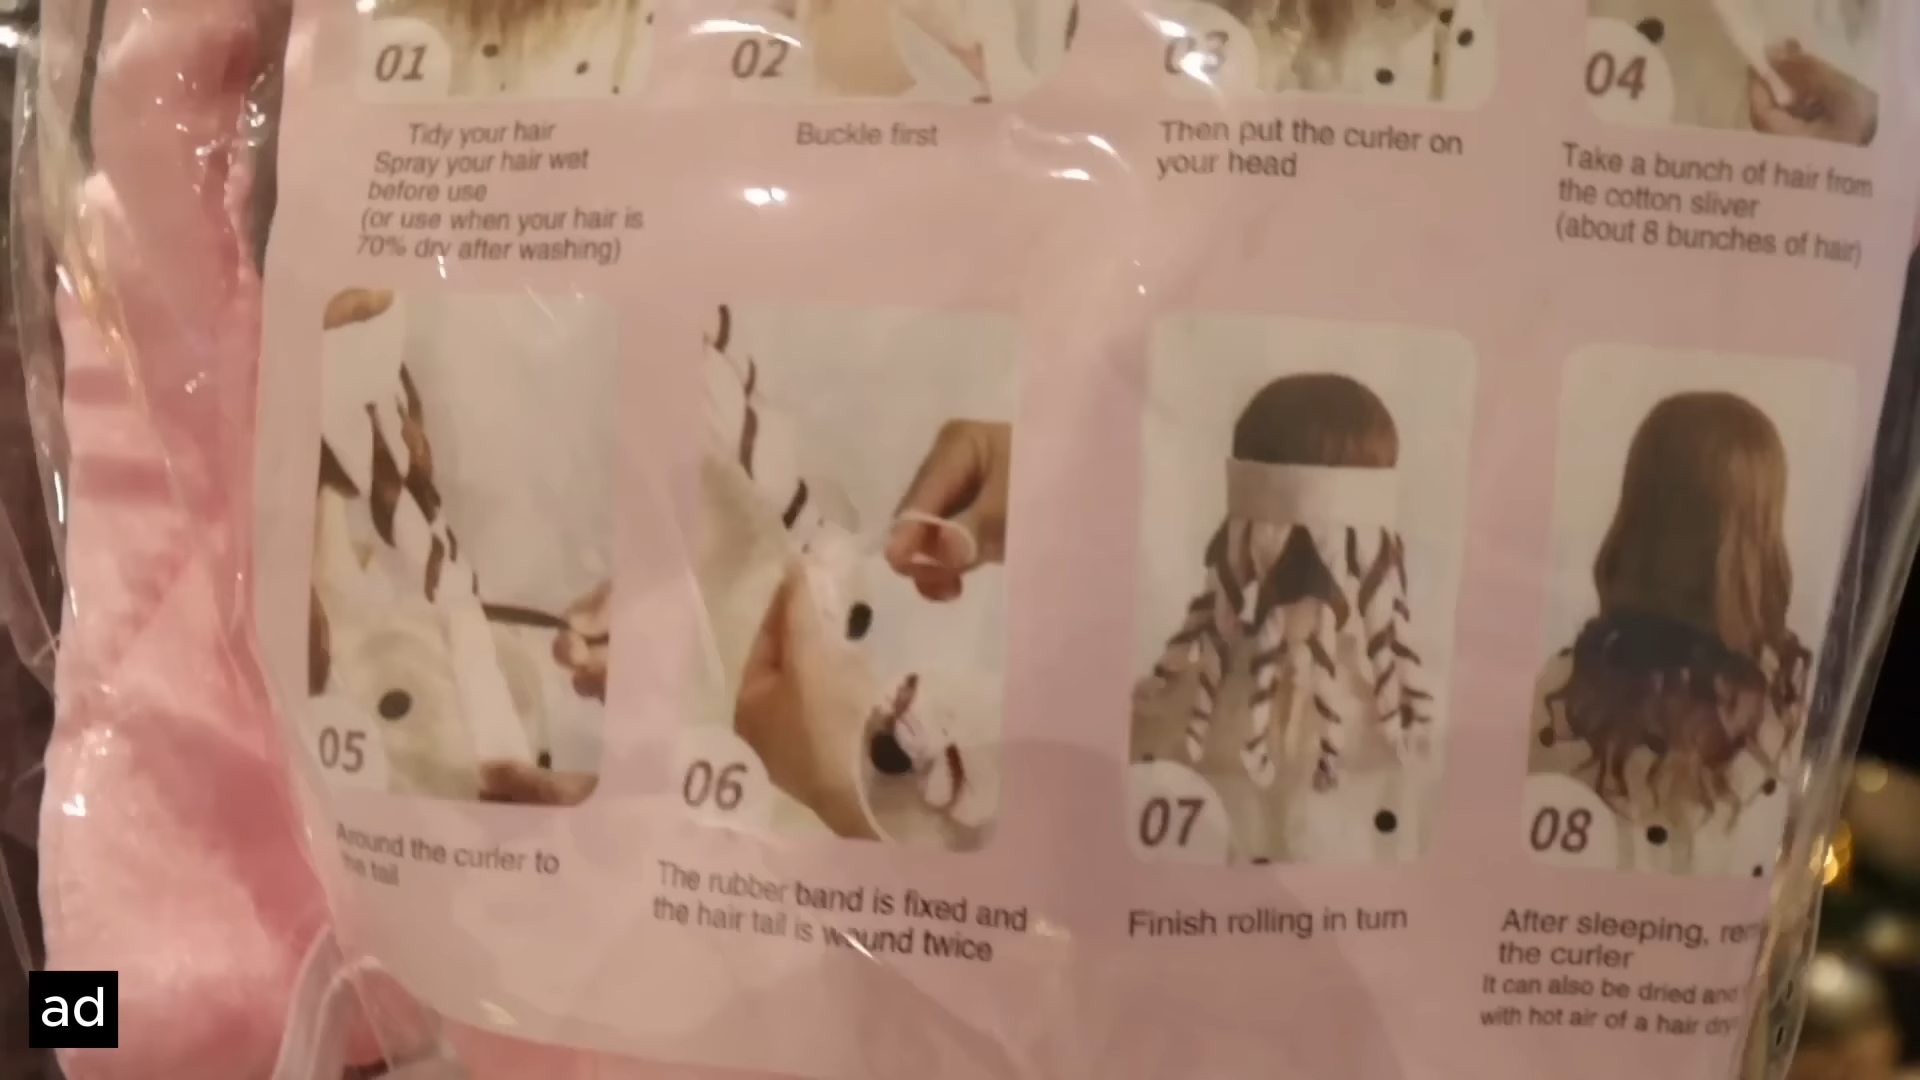 01
Tidy your hair
Spray your hair wet
before use
(or use when your hair is
70% dry after washing)
02
Buckle first
03
Then put the curler on
your head
04
Take a bunch of hair from
the cotton sliver
(about 8 bunches of hair)
05
Around the curler to
the tail
06
The rubber band is fixed and
the hair tail is wound twice
07
Finish rolling in turn
08
After sleeping,
the curler
It can also be dried and
with hot air of a hair
ad